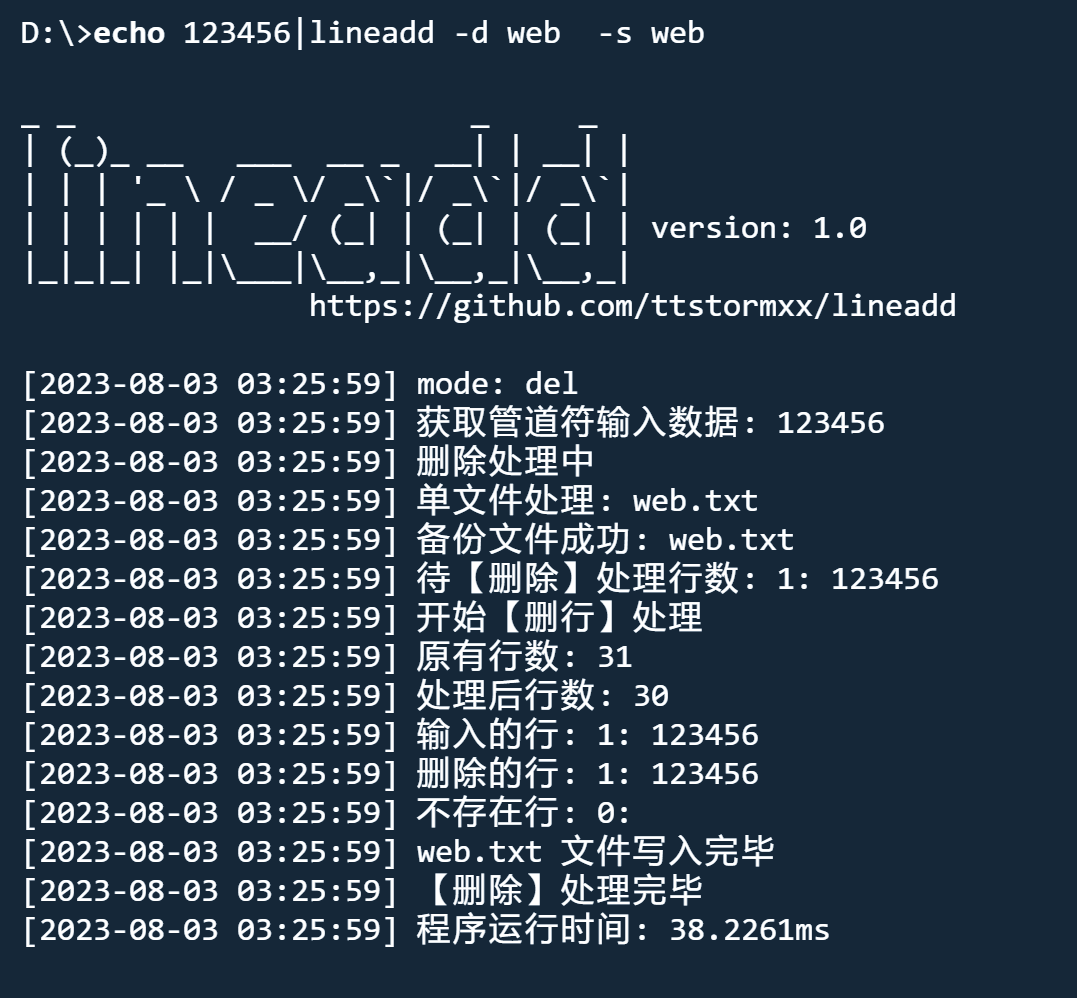 D:\>echo 123456|lineadd -d web  -s web
_ _                      _     _
| (_)_ __   ___  __ _  __| | __| |
| | | '_ \ / _ \/ _\`|/ _\`|/ _\`|
| | | | | |  __/ (_| | (_| | (_| | version: 1.0
|_|_|_| |_|\___|\__,_|\__,_|\__,_|
https://github.com/ttstormxx/lineadd
[2023-08-03 03:25:59] mode: del
[2023-08-03 03:25:59] 获取管道符输入数据: 123456
[2023-08-03 03:25:59] 删除处理中
[2023-08-03 03:25:59] 单文件处理: web.txt
[2023-08-03 03:25:59] 备份文件成功: web.txt
[2023-08-03 03:25:59] 待【删除】处理行数: 1: 123456
[2023-08-03 03:25:59] 开始【删行】处理
[2023-08-03 03:25:59] 原有行数: 31
[2023-08-03 03:25:59] 处理后行数: 30
[2023-08-03 03:25:59] 输入的行: 1: 123456
[2023-08-03 03:25:59] 删除的行: 1: 123456
[2023-08-03 03:25:59] 不存在行: 0:
[2023-08-03 03:25:59] web.txt 文件写入完毕
[2023-08-03 03:25:59] 【删除】处理完毕
[2023-08-03 03:25:59] 程序运行时间: 38.2261ms